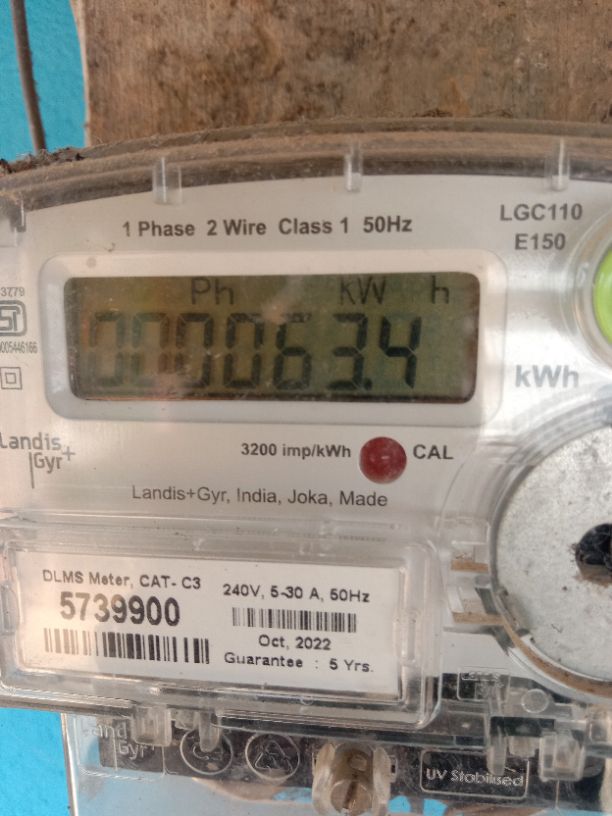 1 Phase 2 Wire Class 1 50Hz
LGC110
E150
Ph kW h
000063.4
kWh
Landis+
Gyr
3200 imp/kWh CAL
Landis+Gyr, India, Joka, Made
DLMS Meter, CAT- C3
5739900
240V, 5-30 A, 50Hz
Oct, 2022
Guarantee : 5 Yrs.
Gyr
UV Stabilised